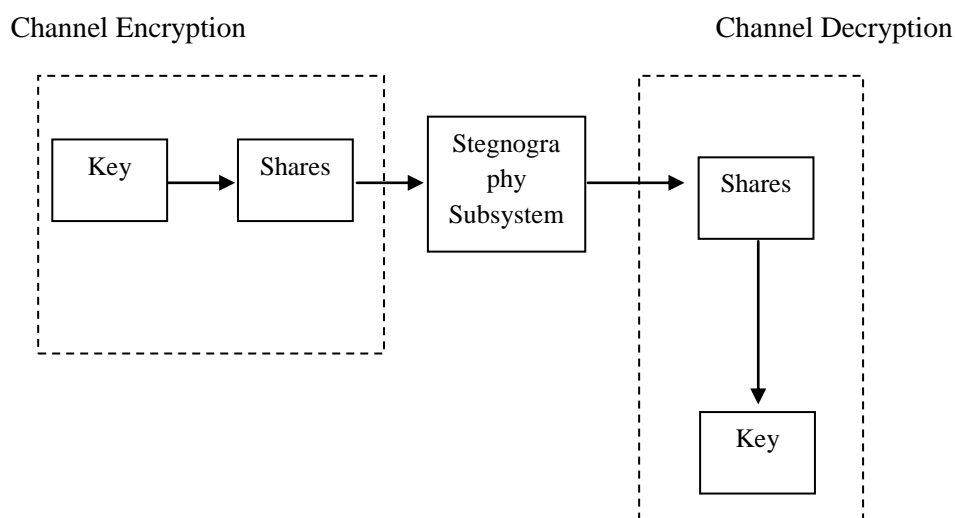 Channel Encryption
Channel Decryption
Key
Shares
Stegnogra
phy
Subsystem
Shares
Key